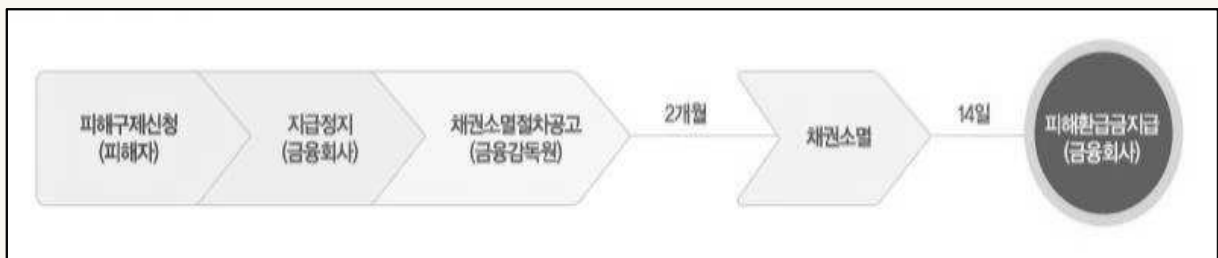 피해구제신청
(피해자)
지급정지
(금융회사)
채권소멸절차공고
(금융감독원)
2개월
채권소멸
14일
피해환급금지급
(금융회사)